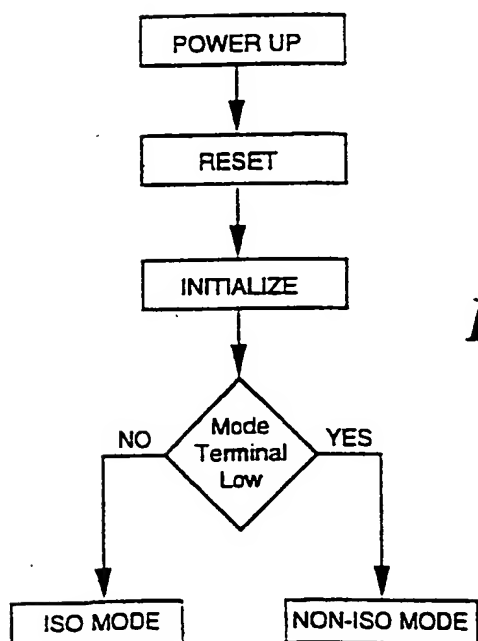 POWER UP
RESET
INITIALIZE
Mode
Terminal
Low
NO
YES
ISO MODE
NON-ISO MODE